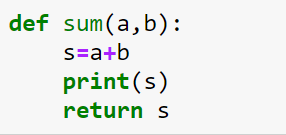 def sum(a,b):
    s=a+b
    print(s)
    return s